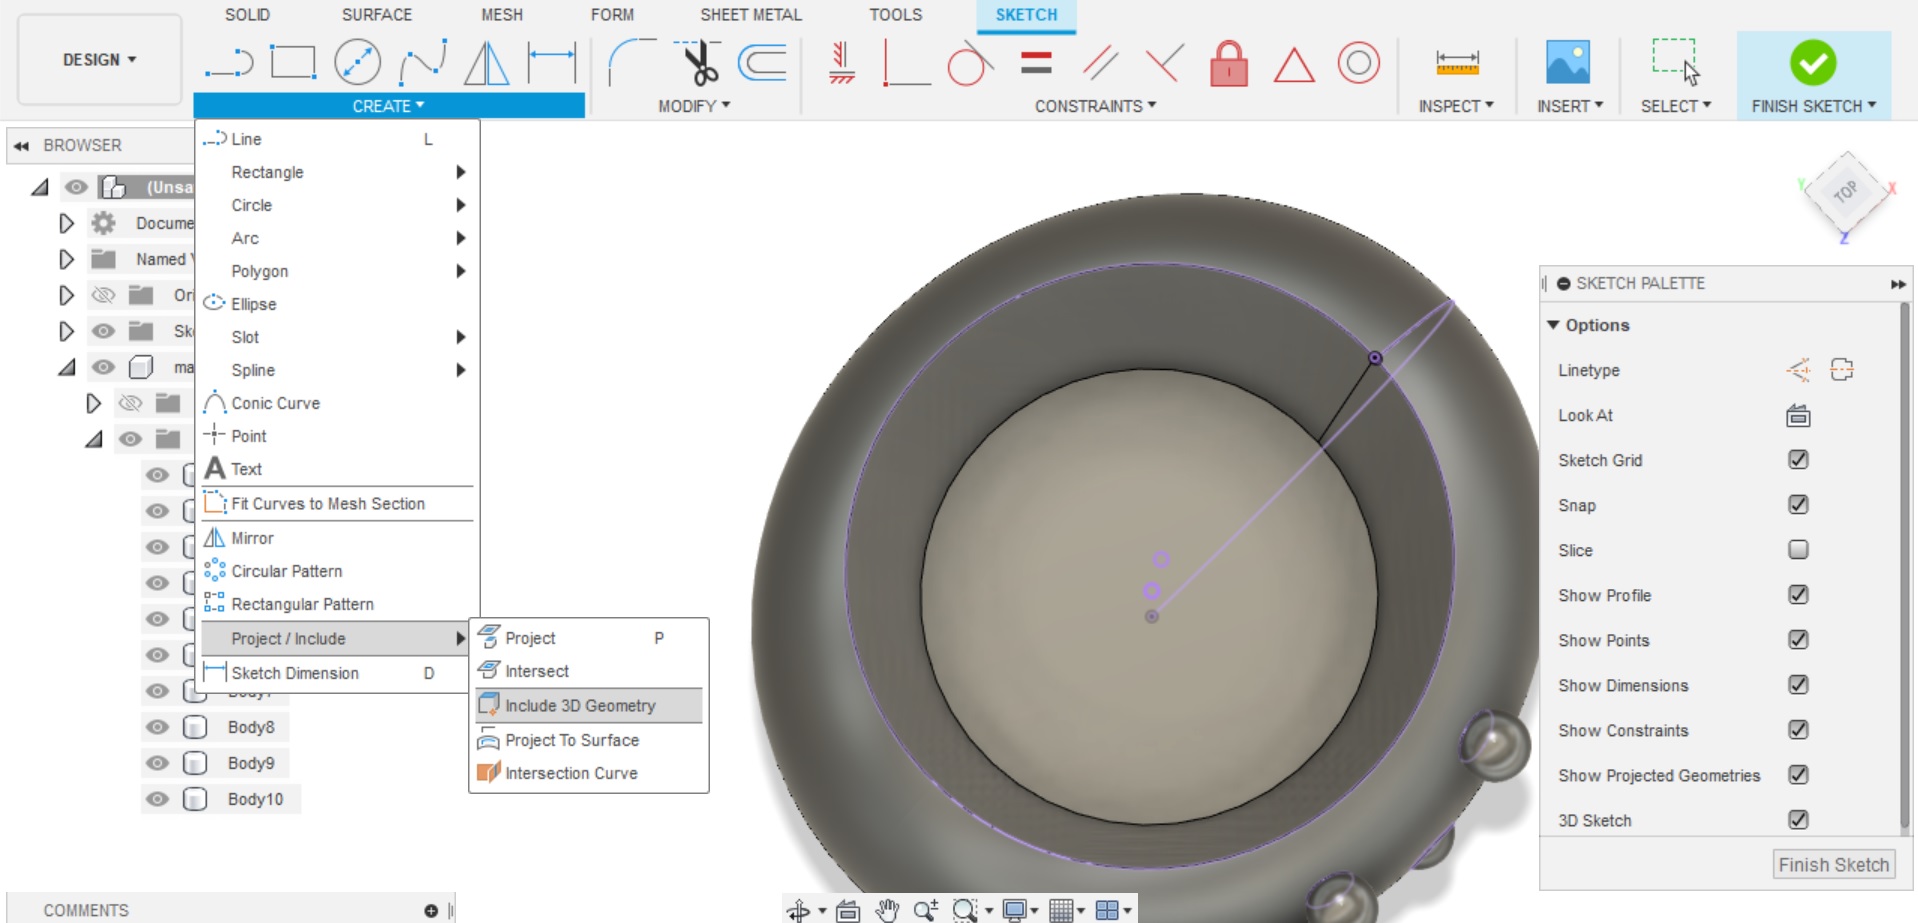 SOLID SURFACE MESH FORM SHEET METAL TOOLS SKETCH
DESIGN
CREATE MODIFY CONSTRAINTS INSPECT INSERT SELECT FINISH SKETCH
BROWSER
(Unsa
Docume
Named
Ori
Ske
ma
Line L
Rectangle
Circle
Arc
Polygon
Ellipse
Slot
Spline
Conic Curve
Point
Text
Fit Curves to Mesh Section
Mirror
Circular Pattern
Rectangular Pattern
Project / Include
Sketch Dimension D
Project P
Intersect
Include 3D Geometry
Project To Surface
Intersection Curve
Body7
Body8
Body9
Body10
COMMENTS
Y
TOP
X
Z
SKETCH PALETTE
Options
Linetype
Look At
Sketch Grid
Snap
Slice
Show Profile
Show Points
Show Dimensions
Show Constraints
Show Projected Geometries
3D Sketch
Finish Sketch